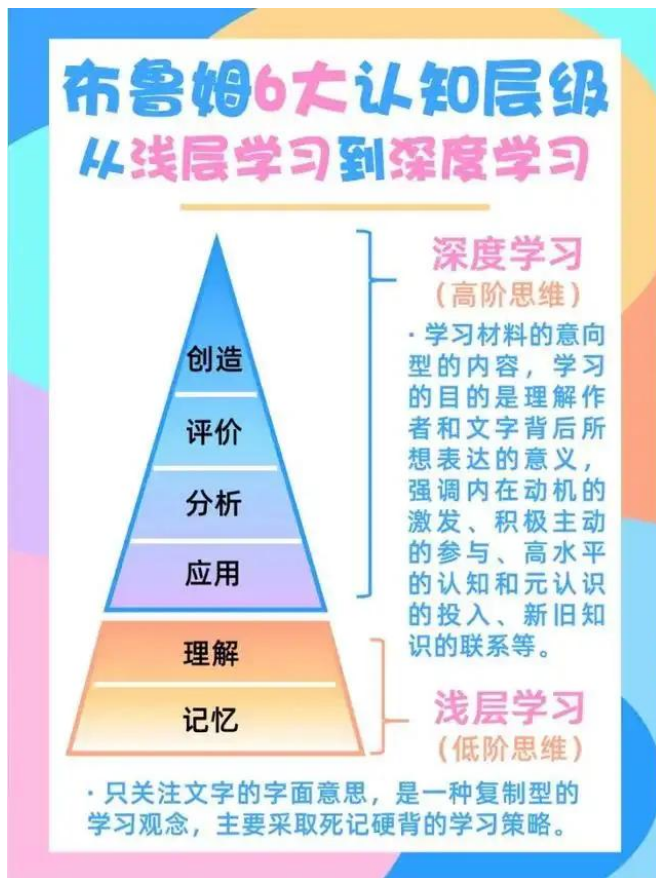 布鲁姆6大认知层级
从浅层学习到深度学习
深度学习
（高阶思维）
·学习材料的意向
型的内容，学习
的目的是理解作
者和文字背后所
想表达的意义，
强调内在动机的
激发、积极主动
的参与、高水平
的认知和元认识
的投入、新旧知
识的联系等。
创造
评价
分析
应用
理解
记忆
浅层学习
（低阶思维）
·只关注文字的字面意思，是一种复制型的
学习观念，主要采取死记硬背的学习策略。